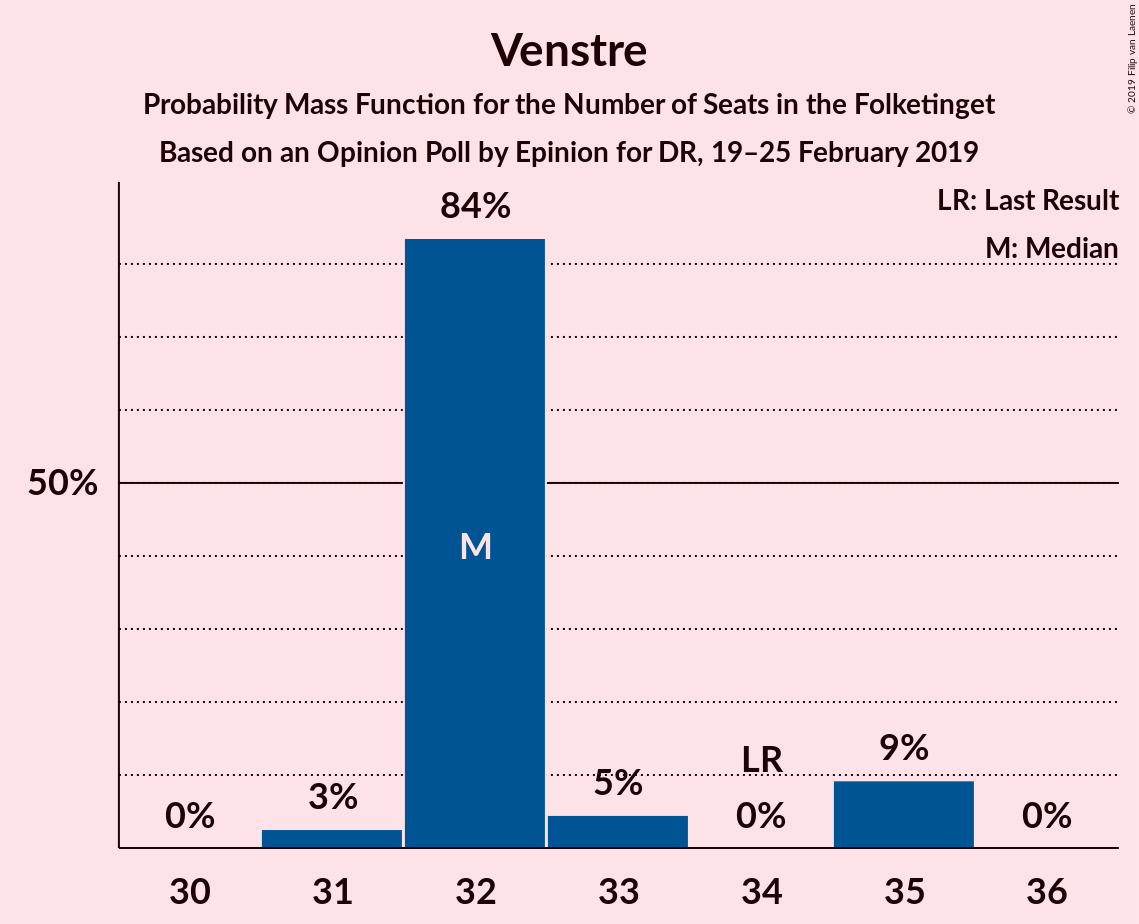 Venstre
Probability Mass Function for the Number of Seats in the Folketinget
Based on an Opinion Poll by Epinion for DR, 19–25 February 2019
© 2019 Filip van Laenen
LR: Last Result
M: Median
84%
50%
M
9%
LR
5%
3%
0%
0%
0%
30 31 32 33 34 35 36